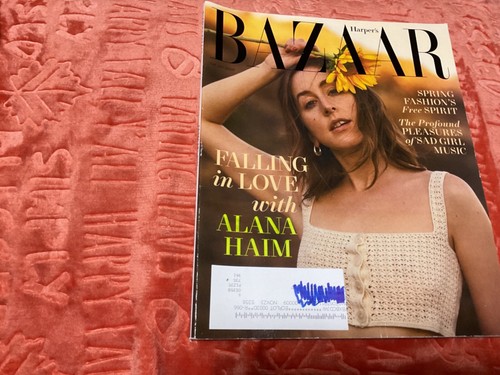 Harper's
BAZAAR
SPRING
FASHION'S
Free SPIRIT
The Profound
PLEASURES
of SAD GIRL
MUSIC
FALLING
in LOVE
with
ALANA
HAIM